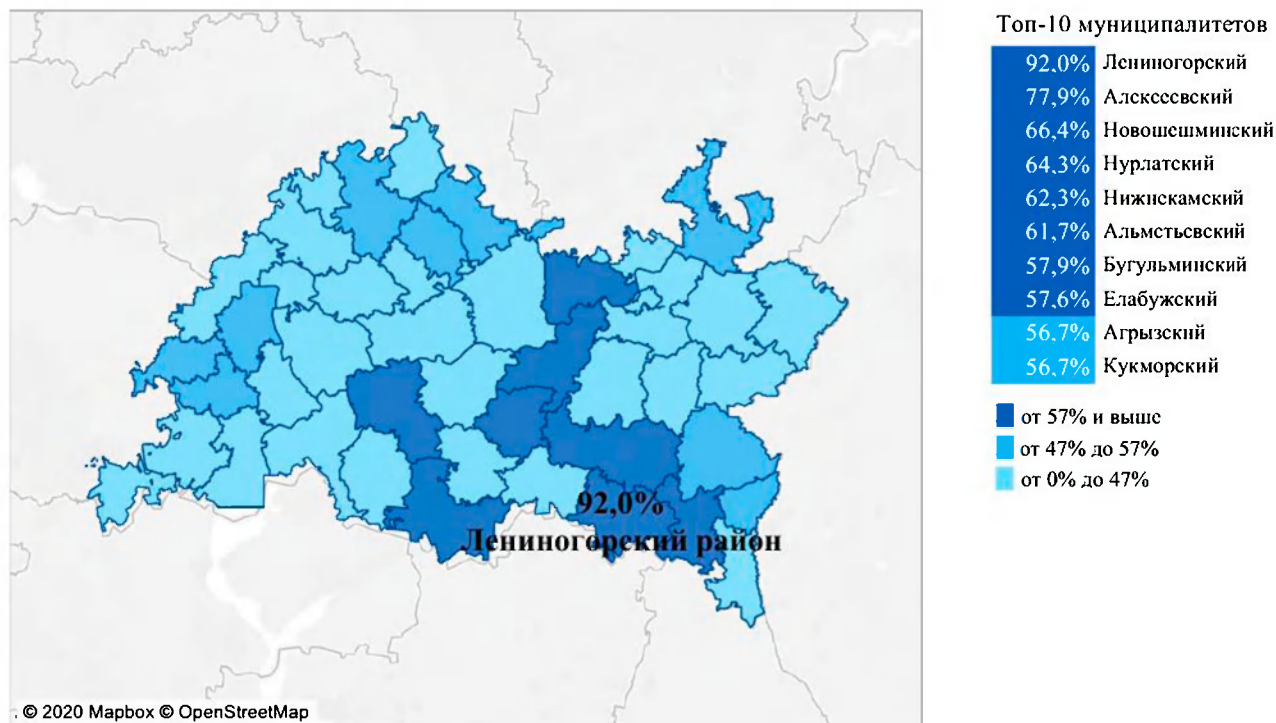 Топ-10 муниципалитетов
92,0% Лениногорский
77,9% Алексеевский
66,4% Новошешминский
64,3% Нурлатский
62,3% Нижнекамский
61,7% Альметьевский
57,9% Бугульминский
57,6% Елабужский
56,7% Агрызский
56,7% Кукморский
от 57% и выше
от 47% до 57%
от 0% до 47%
92,0%
Лениногорский район
© 2020 Mapbox © OpenStreetMap